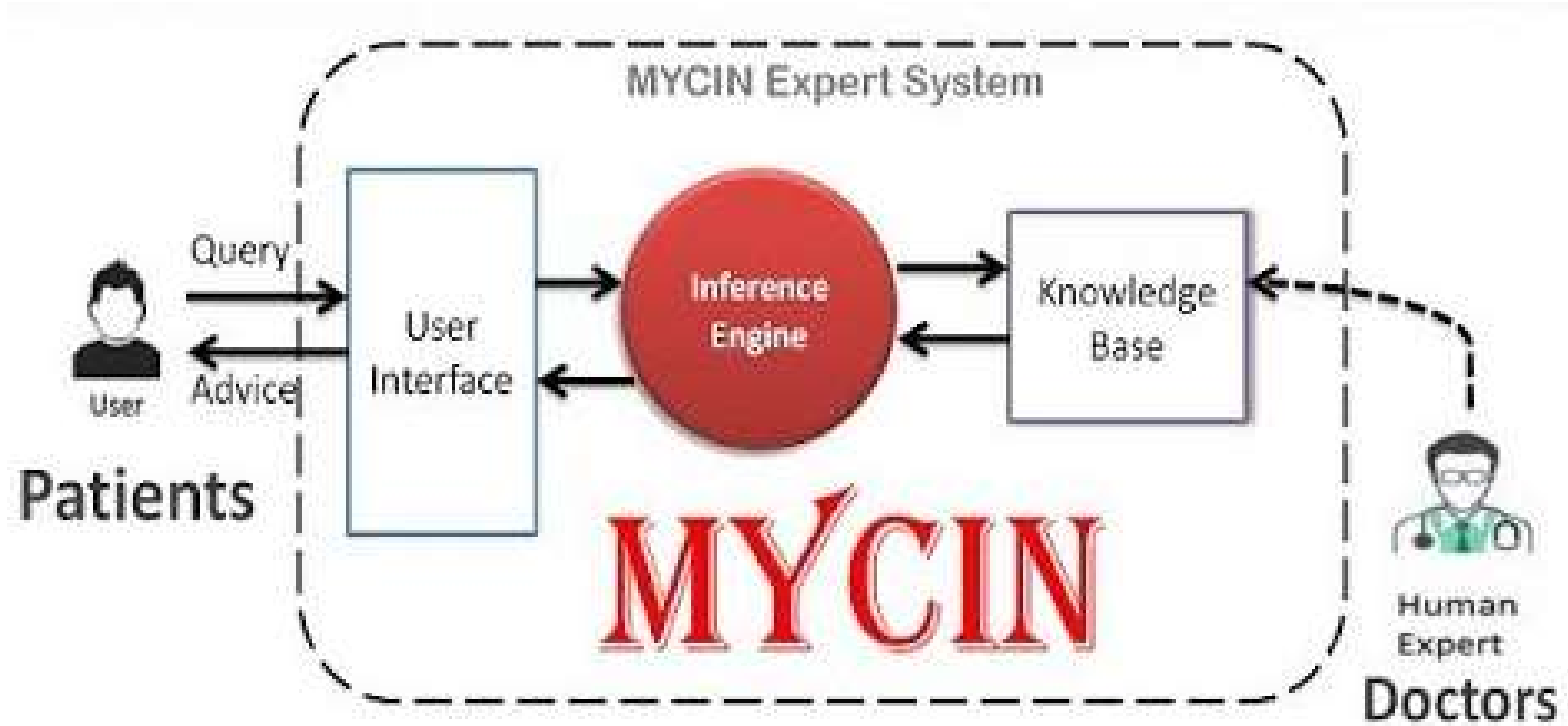 MYCIN Expert System
Query
Advice
User
Patients
User
Interface
Inference
Engine
Knowledge
Base
MYCIN
Human
Expert
Doctors